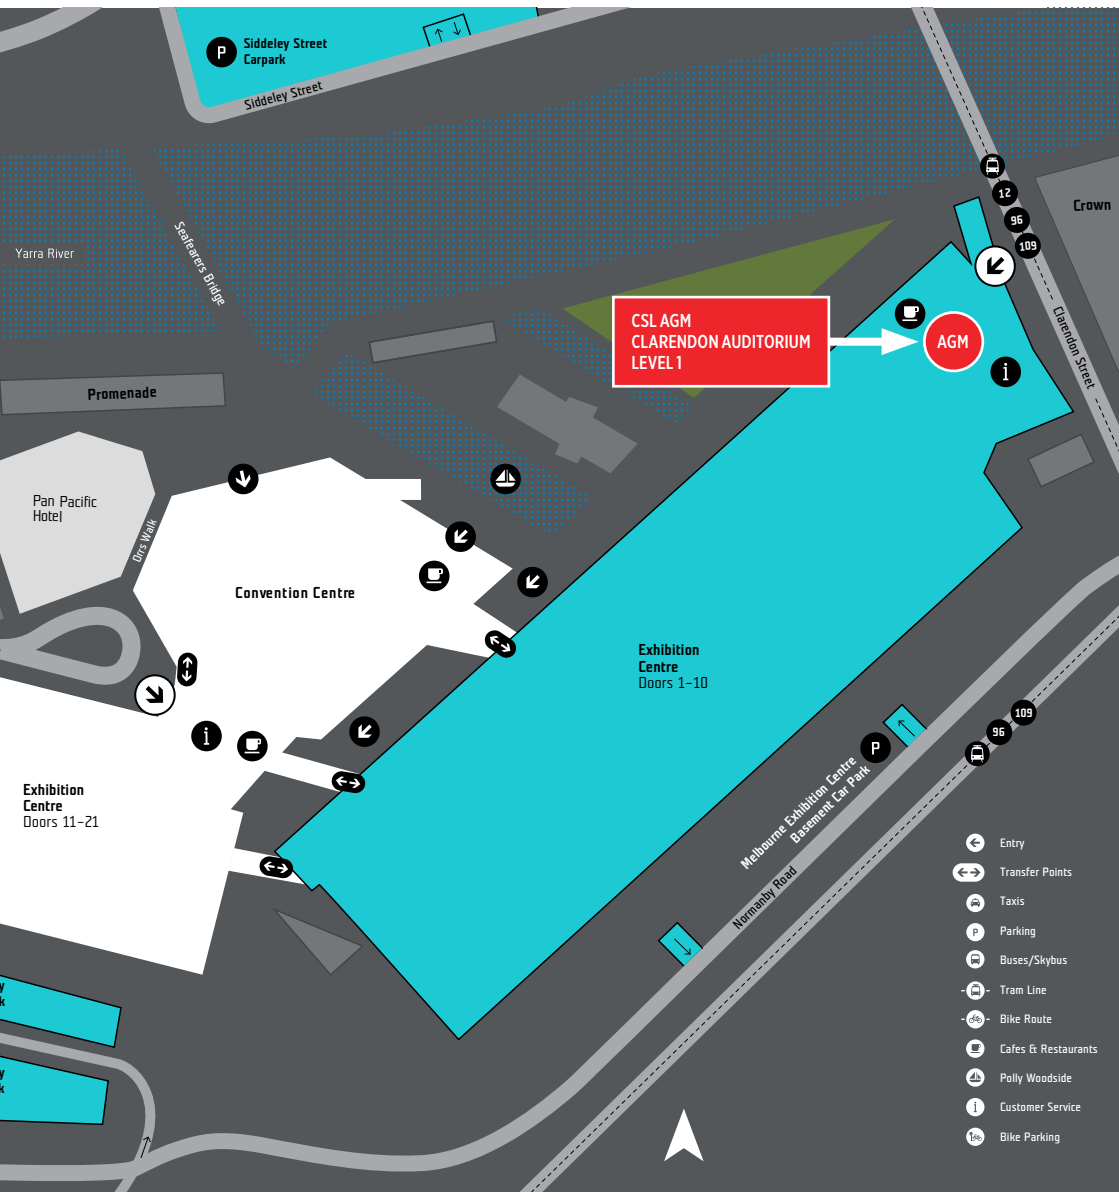 P
Siddeley Street
Carpark
Siddeley Street
12
96
109
Crown
Yarra River
Seafearers Bridge
CSL AGM
CLARENDON AUDITORIUM
LEVEL 1
AGM
i
Clarendon Street
Promenade
Pan Pacific
Hotel
Orrs Walk
Convention Centre
Exhibition
Centre
Doors 1-10
i
109
96
P
Melbourne Exhibition Centre
Basement Car Park
Normanby Road
Exhibition
Centre
Doors 11-21
y
k
y
k
Entry
Transfer Points
Taxis
P
Parking
Buses/Skybus
Tram Line
Bike Route
Cafes & Restaurants
Polly Woodside
i
Customer Service
Bike Parking